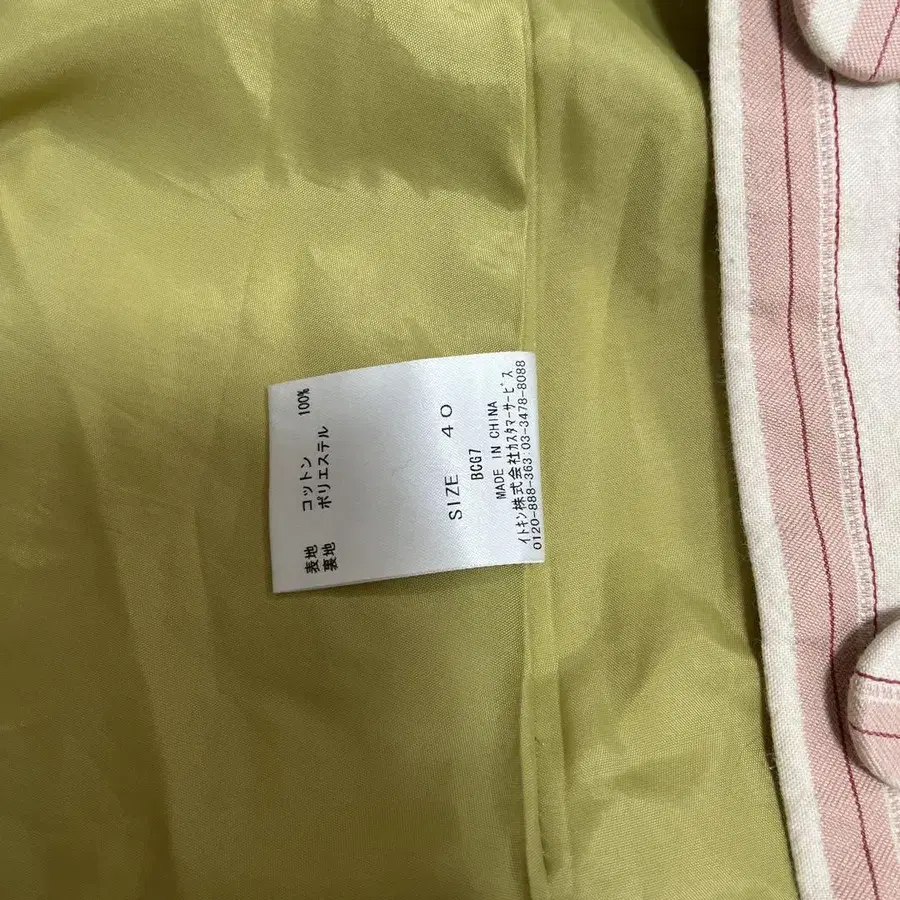 表地 コットン 100%
裏地 ポリエステル
SIZE 40
BCG7
MADE IN CHINA
イトキン株式会社ｶｽﾀﾏｰｻｰﾋﾞｽ
0120-888-363 03-3478-8088